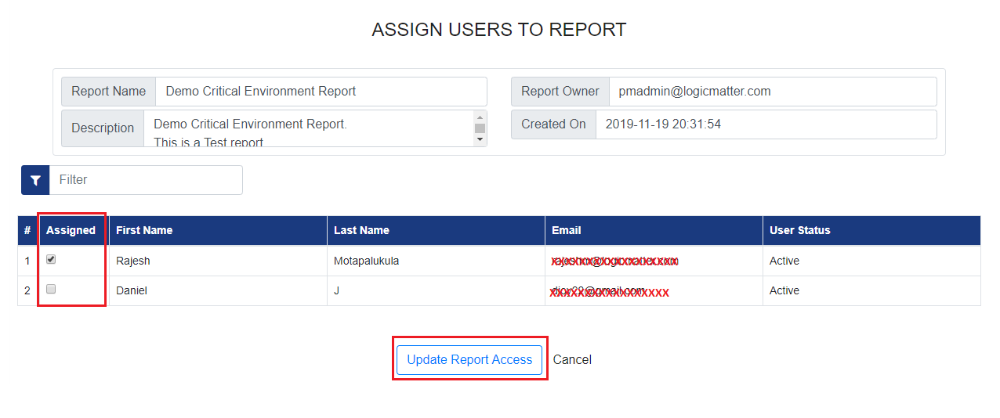 ASSIGN USERS TO REPORT
Report Name Demo Critical Environment Report Report Owner pmadmin@logicmatter.com
Description Demo Critical Environment Report. Created On 2019-11-19 20:31:54
This is a Test report
Filter
# Assigned First Name Last Name Email User Status
1 Rajesh Motapalukula Active
2 Daniel J Active
Update Report Access Cancel